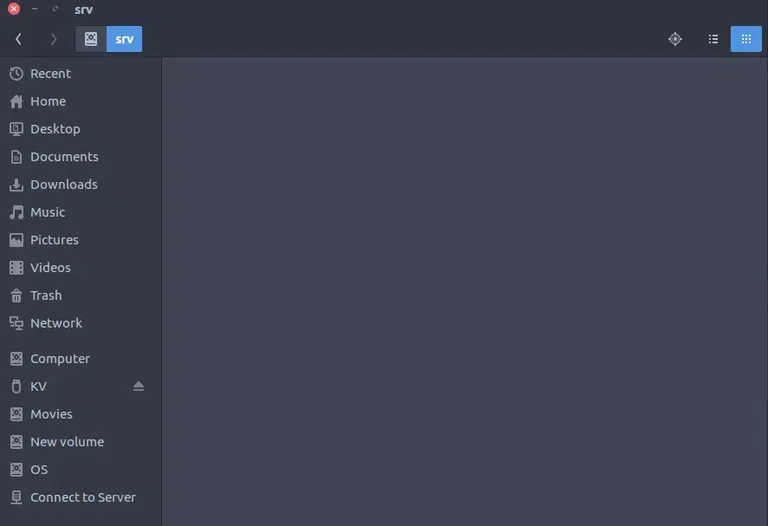 srv
srv
Recent
Home
Desktop
Documents
Downloads
Music
Pictures
Videos
Trash
Network
Computer
KV
Movies
New volume
OS
Connect to Server